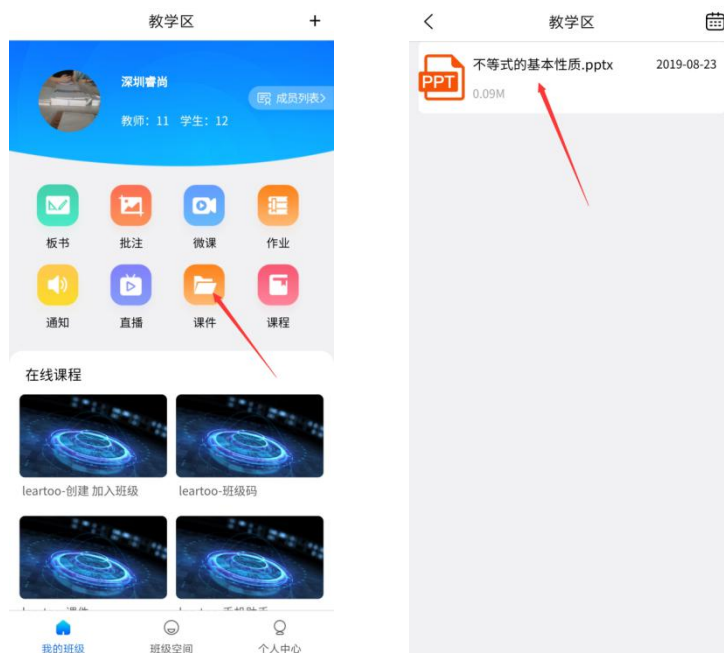 教学区 +
深圳睿尚
成员列表>
教师：11 学生：12
板书 批注 微课 作业
通知 直播 课件 课程
在线课程
leartoo-创建 加入班级 leartoo-班级码
我的班级 班级空间 个人中心
教学区
不等式的基本性质.pptx 2019-08-23
PPT
0.09M